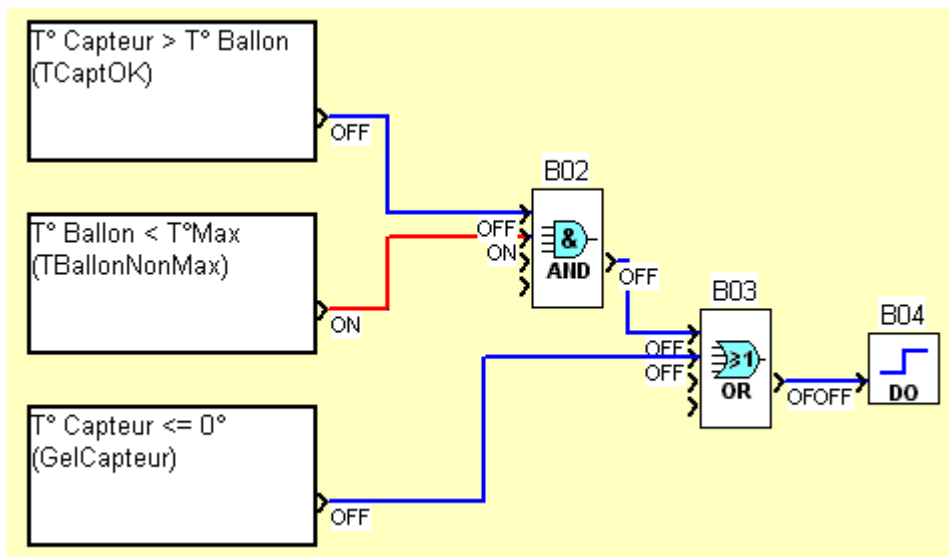 T° Capteur > T° Ballon
(TCaptOK)
OFF
B02
T° Ballon < T°Max
(TBallonNonMax)
OFF
ON
&
AND
OFF
ON
B03
B04
OFF
OFF
≥1
OR
OFOFF
DO
T° Capteur <= 0°
(GelCapteur)
OFF